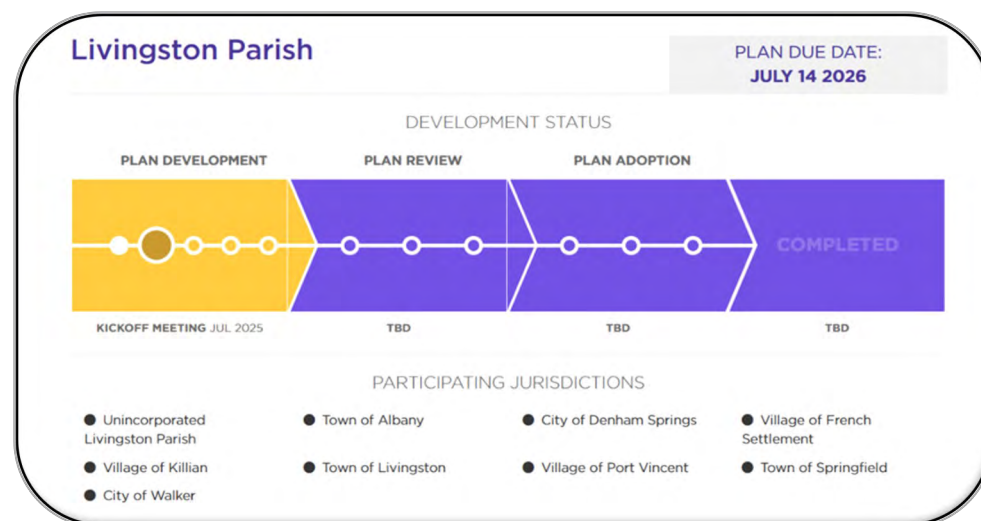 Livingston Parish
PLAN DUE DATE:
JULY 14 2026
DEVELOPMENT STATUS
PLAN DEVELOPMENT
PLAN REVIEW
PLAN ADOPTION
COMPLETED
KICKOFF MEETING JUL 2025
TBD
TBD
TBD
PARTICIPATING JURISDICTIONS
Unincorporated
Livingston Parish
Town of Albany
City of Denham Springs
Village of French
Settlement
Village of Killian
Town of Livingston
Village of Port Vincent
Town of Springfield
City of Walker